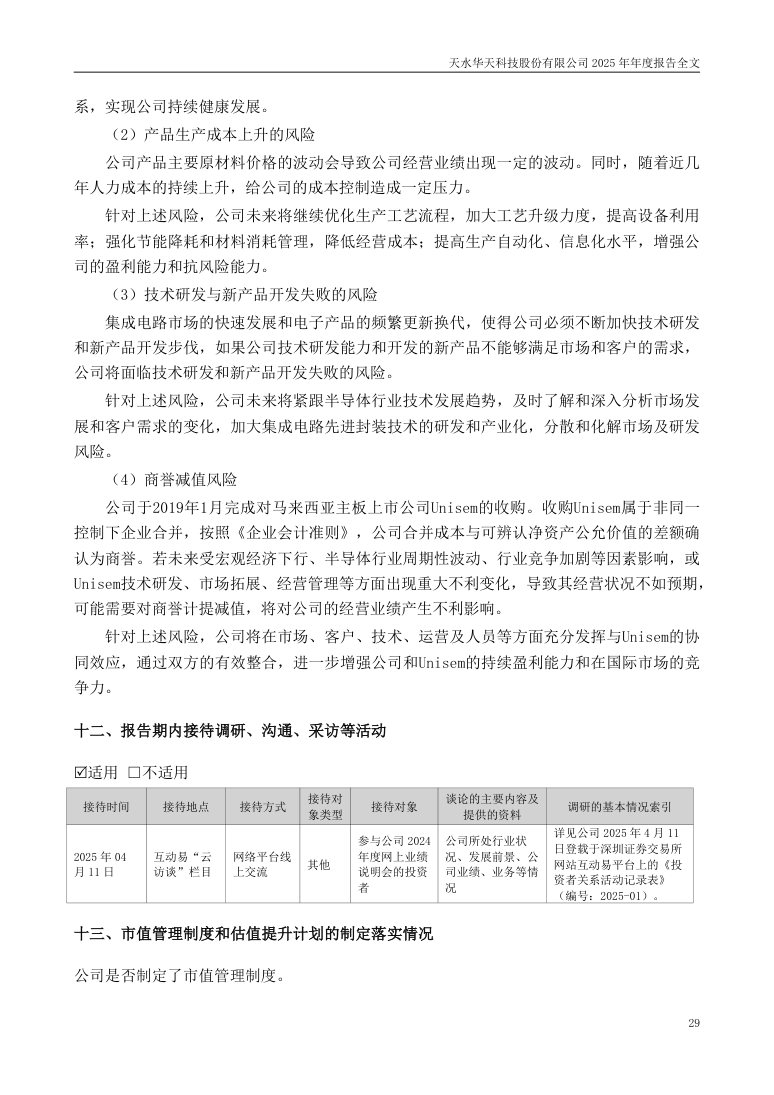 天水华天科技股份有限公司 2025 年年度报告全文
系，实现公司持续健康发展。
（2）产品生产成本上升的风险
公司产品主要原材料价格的波动会导致公司经营业绩出现一定的波动。同时，随着近几
年人力成本的持续上升，给公司的成本控制造成一定压力。
针对上述风险，公司未来将继续优化生产工艺流程，加大工艺升级力度，提高设备利用
率；强化节能降耗和材料消耗管理，降低经营成本；提高生产自动化、信息化水平，增强公
司的盈利能力和抗风险能力。
（3）技术研发与新产品开发失败的风险
集成电路市场的快速发展和电子产品的频繁更新换代，使得公司必须不断加快技术研发
和新产品开发步伐，如果公司技术研发能力和开发的新产品不能够满足市场和客户的需求，
公司将面临技术研发和新产品开发失败的风险。
针对上述风险，公司未来将紧跟半导体行业技术发展趋势，及时了解和深入分析市场发
展和客户需求的变化，加大集成电路先进封装技术的研发和产业化，分散和化解市场及研发
风险。
（4）商誉减值风险
公司于2019年1月完成对马来西亚主板上市公司Unisem的收购。收购Unisem属于非同一
控制下企业合并，按照《企业会计准则》，公司合并成本与可辨认净资产公允价值的差额确
认为商誉。若未来受宏观经济下行、半导体行业周期性波动、行业竞争加剧等因素影响，或
Unisem技术研发、市场拓展、经营管理等方面出现重大不利变化，导致其经营状况不如预期，
可能需要对商誉计提减值，将对公司的经营业绩产生不利影响。
针对上述风险，公司将在市场、客户、技术、运营及人员等方面充分发挥与Unisem的协
同效应，通过双方的有效整合，进一步增强公司和Unisem的持续盈利能力和在国际市场的竞
争力。
十二、报告期内接待调研、沟通、采访等活动
☑适用 □不适用
接待时间 接待地点 接待方式 接待对象类型 接待对象 谈论的主要内容及提供的资料 调研的基本情况索引
2025 年 04 月 11 日 互动易“云访谈”栏目 网络平台线上交流 其他 参与公司 2024 年度网上业绩说明会的投资者 公司所处行业状况、发展前景、公司业绩、业务等情况 详见公司 2025 年 4 月 11 日登载于深圳证券交易所网站互动易平台上的《投资者关系活动记录表》（编号：2025-01）。
十三、市值管理制度和估值提升计划的制定落实情况
公司是否制定了市值管理制度。
29